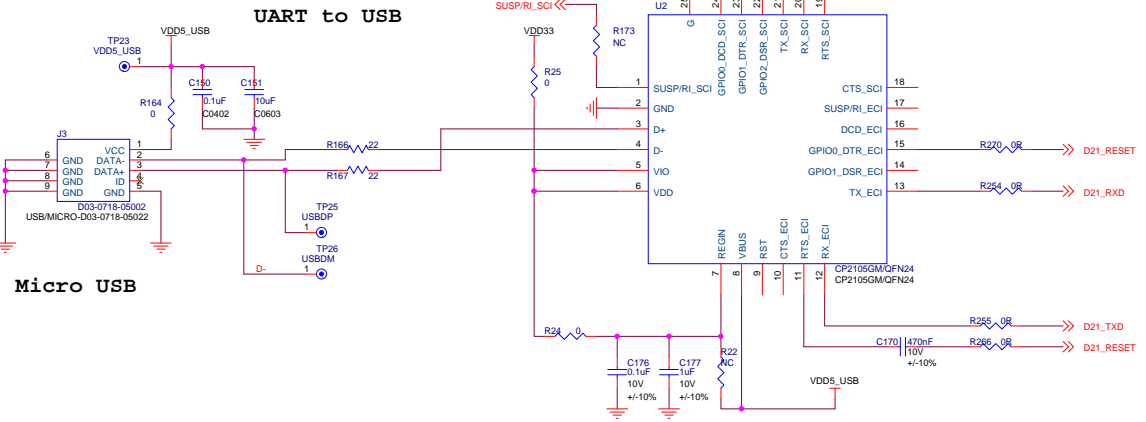 UART to USB
SUSP/RI_SCI
U2
25
24
23
22
21
20
19
G
GPIO0_DCD_SCI
GPIO1_DTR_SCI
GPIO2_DSR_SCI
TX_SCI
RX_SCI
RTS_SCI
TP23
VDD5_USB
1
VDD5_USB
VDD33
R173
NC
R25
0
C150
0.1uF
C0402
C151
10uF
C0603
R164
0
1
SUSP/RI_SCI
2
GND
3
D+
4
D-
5
VIO
6
VDD
CTS_SCI
18
SUSP/RI_ECI
17
DCD_ECI
16
GPIO0_DTR_ECI
15
GPIO1_DSR_ECI
14
TX_ECI
13
R270 0R
D21_RESET
R254 0R
D21_RXD
J3
6 GND VCC 1
7 GND DATA- 2
8 GND DATA+ 3
9 GND ID 4
GND 5
D03-0718-05002
USB/MICRO-D03-0718-05022
R166 22
R167 22
TP25
USBDP
1
TP26
USBDM
1
D-
Micro USB
REGIN
VBUS
RST
CTS_ECI
RTS_ECI
RX_ECI
7
8
9
10
11
12
CP2105GM/QFN24
CP2105GM/QFN24
R24 0
R255 0R
D21_TXD
C170
470nF
10V
+/-10%
R266 0R
D21_RESET
C176
0.1uF
10V
+/-10%
C177
1uF
10V
+/-10%
R22
NC
VDD5_USB